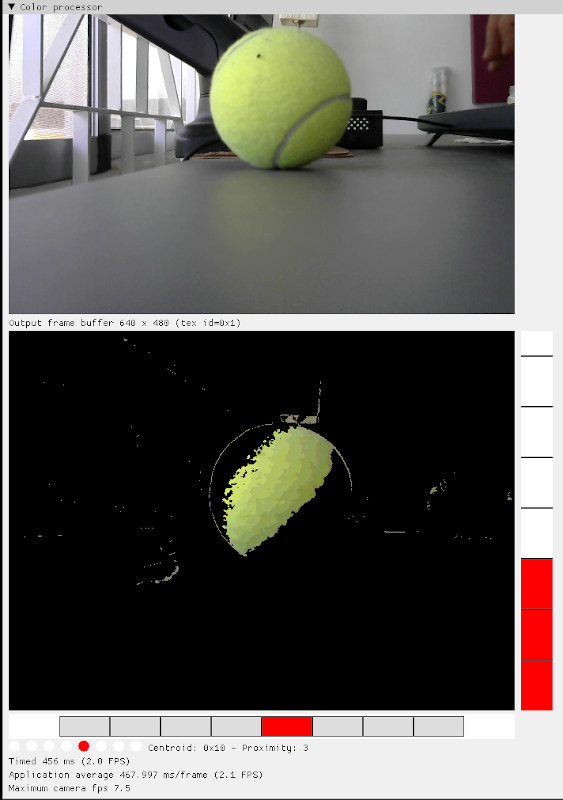 Color processor
Output frame buffer 640 x 480 (tex id=0x1)
Centroid: 0x10 - Proximity: 3
Timed 456 ms (2.0 FPS)
Application average 467.997 ms/frame (2.1 FPS)
Maximum camera fps 7.5